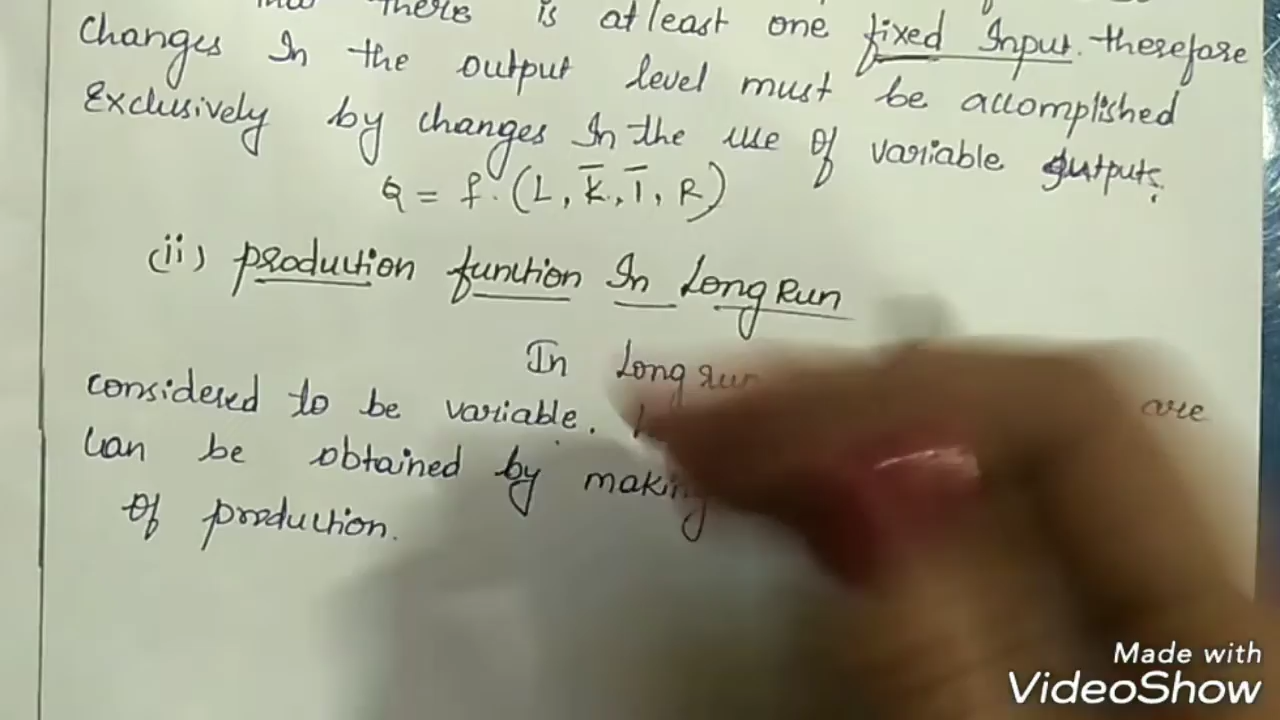 there is atleast one fixed Input. therefore
changes In the output level must be accomplished
Exclusively by changes In the use of variable outputs.
Q = f. (L, K̅, T̅, R)
(ii) production function In Long Run
In Long run are
considered to be variable.
can be obtained by making
of production.
Made with
VideoShow